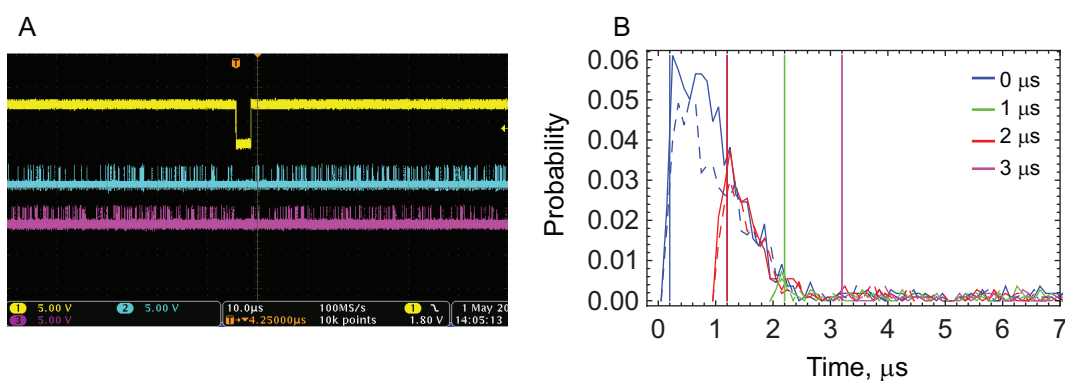 A
B
T
1 5.00 V 2 5.00 V 10.0μs 100MS/s 1 1 May 20
3 5.00 V T→▼4.25000μs 10k points 1.80 V 14:05:13
Probability
0.06
0.05
0.04
0.03
0.02
0.01
0.00
0 μs
1 μs
2 μs
3 μs
0 1 2 3 4 5 6 7
Time, μs